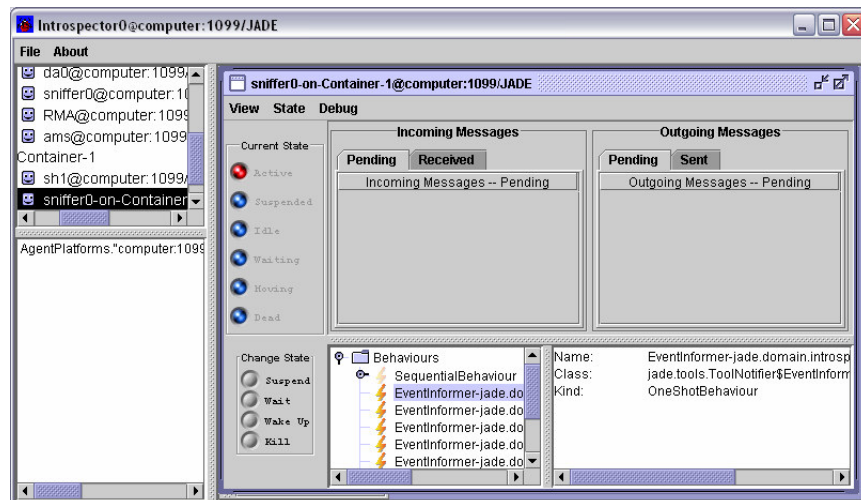 Introspector0@computer:1099/JADE
File About
da0@computer:1099/
sniffer0@computer:10
RMA@computer:1099
ams@computer:1099
Container-1
sh1@computer:1099/
sniffer0-on-Container
AgentPlatforms."computer:1099
sniffer0-on-Container-1@computer:1099/JADE
View State Debug
Current State
Active
Suspended
Idle
Waiting
Moving
Dead
Incoming Messages
Pending Received
Incoming Messages -- Pending
Outgoing Messages
Pending Sent
Outgoing Messages -- Pending
Change State
Suspend
Wait
Wake Up
Kill
Behaviours
SequentialBehaviour
EventInformer-jade.do
EventInformer-jade.do
EventInformer-jade.do
EventInformer-jade.do
EventInformer-jade.do
Name: EventInformer-jade.domain.introsp
Class: jade.tools.ToolNotifier$EventInform
Kind: OneShotBehaviour